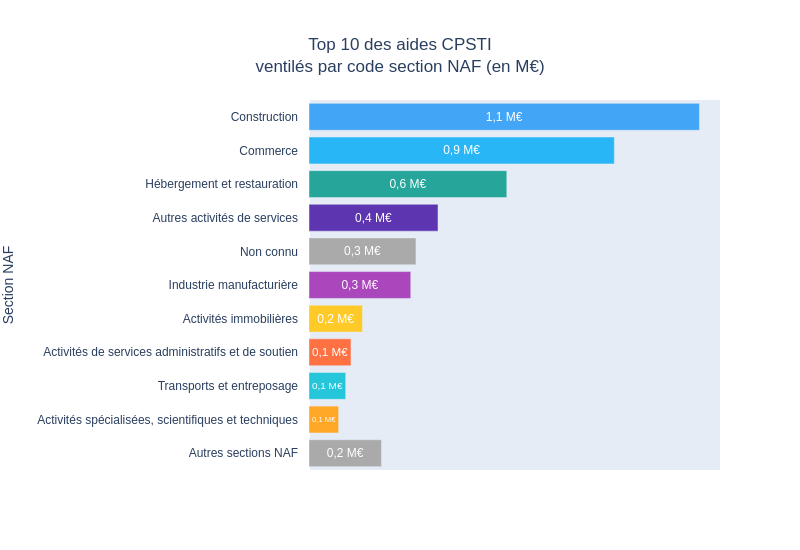 Top 10 des aides CPSTI
ventilés par code section NAF (en M€)
Section NAF
Construction 1,1 M€
Commerce 0,9 M€
Hébergement et restauration 0,6 M€
Autres activités de services 0,4 M€
Non connu 0,3 M€
Industrie manufacturière 0,3 M€
Activités immobilières 0,2 M€
Activités de services administratifs et de soutien 0,1 M€
Transports et entreposage 0,1 M€
Activités spécialisées, scientifiques et techniques 0,1 M€
Autres sections NAF 0,2 M€